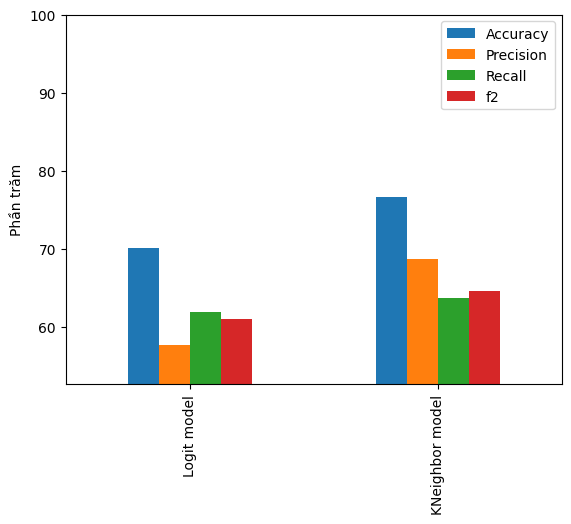 100
90
80
70
60
Phần trăm
Accuracy
Precision
Recall
f2
Logit model
KNeighbor model